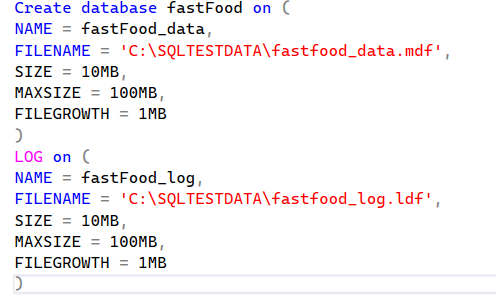 Create database fastFood on (
NAME = fastFood_data,
FILENAME = 'C:\SQLTESTDATA\fastfood_data.mdf',
SIZE = 10MB,
MAXSIZE = 100MB,
FILEGROWTH = 1MB
)
LOG on (
NAME = fastFood_log,
FILENAME = 'C:\SQLTESTDATA\fastfood_log.ldf',
SIZE = 10MB,
MAXSIZE = 100MB,
FILEGROWTH = 1MB
)